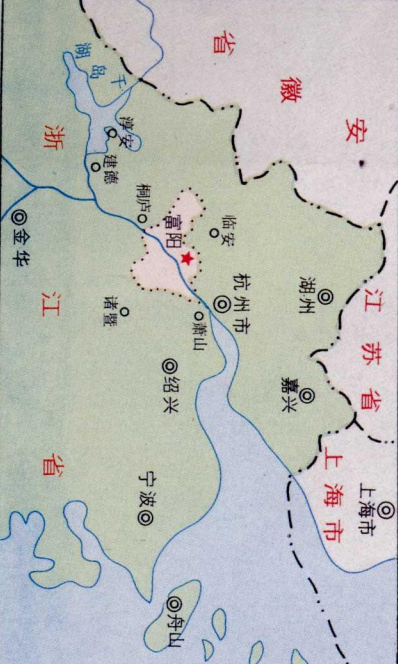 安徽省
江苏省
上海市
上海市
浙江省
千岛湖
淳安
建德
桐庐
富阳
临安
杭州市
湖州
嘉兴
萧山
诸暨
绍兴
金华
宁波
舟山